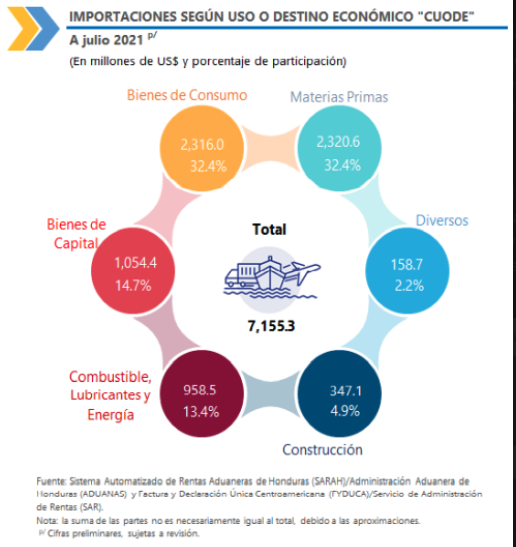 IMPORTACIONES SEGÚN USO O DESTINO ECONÓMICO "CUODE"
A julio 2021 p/
(En millones de US$ y porcentaje de participación)
Bienes de Consumo
Materias Primas
2,316.0
32.4%
2,320.6
32.4%
Bienes de
Capital
Total
Diversos
1,054.4
14.7%
158.7
2.2%
7,155.3
Combustible,
Lubricantes y
Energía
958.5
13.4%
347.1
4.9%
Construcción
Fuente: Sistema Automatizado de Rentas Aduaneras de Honduras (SARAH)/Administración Aduanera de
Honduras (ADUANAS) y Factura y Declaración Única Centroamericana (FYDUCA)/Servicio de Administración
de Rentas (SAR).
Nota: la suma de las partes no es necesariamente igual al total, debido a las aproximaciones.
p/ Cifras preliminares, sujetas a revisión.